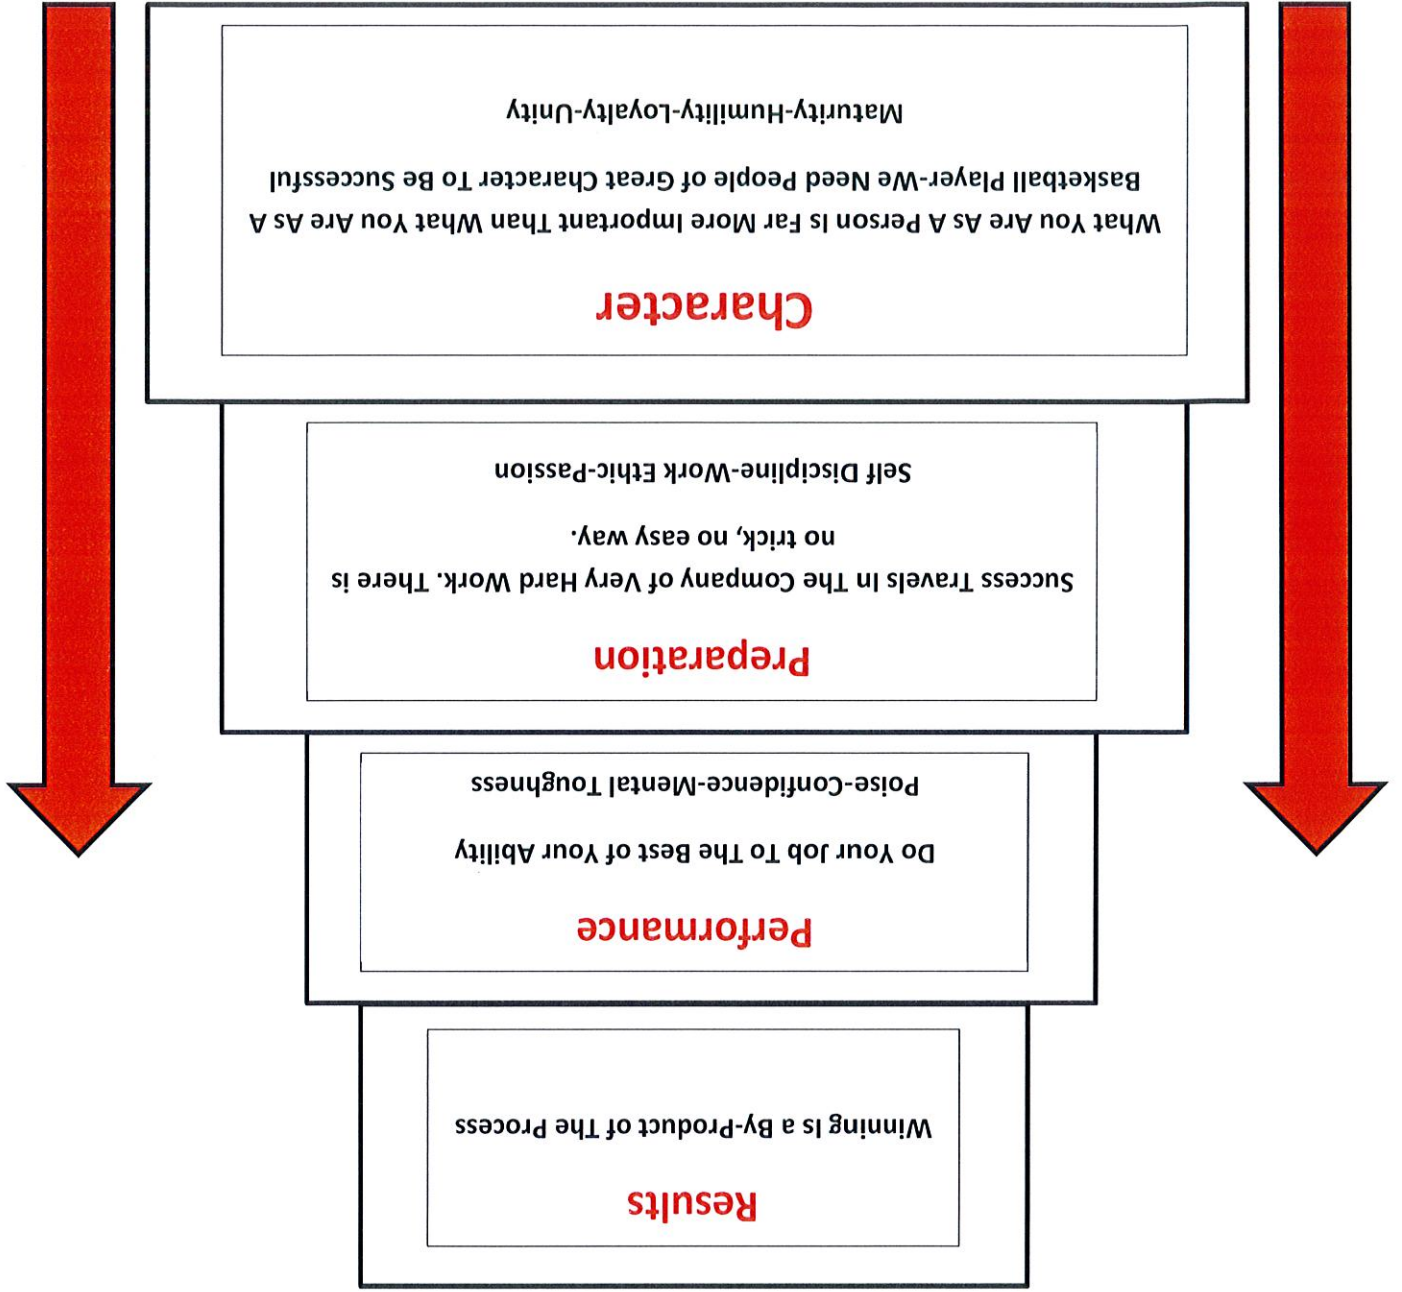 Results
Winning Is a By-Product of The Process
Performance
Do Your Job To The Best of Your Ability
Poise-Confidence-Mental Toughness
Preparation
Success Travels In The Company of Very Hard Work. There is
no trick, no easy way.
Self Discipline-Work Ethic-Passion
Character
What You Are As A Person Is Far More Important Than What You Are As A
Basketball Player-We Need People of Great Character To Be Successful
Maturity-Humility-Loyalty-Unity